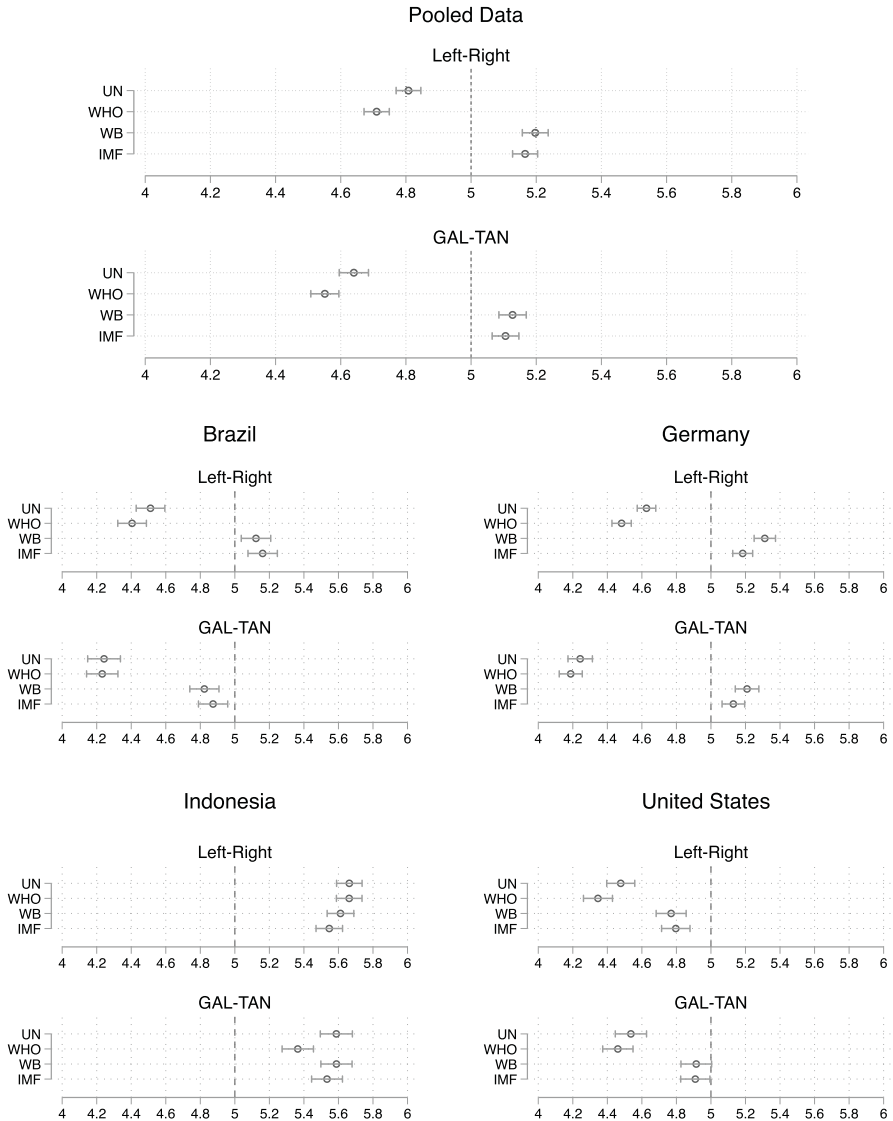 Pooled Data
Left-Right
UN
WHO
WB
IMF
4 4.2 4.4 4.6 4.8 5 5.2 5.4 5.6 5.8 6
GAL-TAN
UN
WHO
WB
IMF
4 4.2 4.4 4.6 4.8 5 5.2 5.4 5.6 5.8 6
Brazil
Left-Right
UN
WHO
WB
IMF
4 4.2 4.4 4.6 4.8 5 5.2 5.4 5.6 5.8 6
GAL-TAN
UN
WHO
WB
IMF
4 4.2 4.4 4.6 4.8 5 5.2 5.4 5.6 5.8 6
Germany
Left-Right
UN
WHO
WB
IMF
4 4.2 4.4 4.6 4.8 5 5.2 5.4 5.6 5.8 6
GAL-TAN
UN
WHO
WB
IMF
4 4.2 4.4 4.6 4.8 5 5.2 5.4 5.6 5.8 6
Indonesia
Left-Right
UN
WHO
WB
IMF
4 4.2 4.4 4.6 4.8 5 5.2 5.4 5.6 5.8 6
GAL-TAN
UN
WHO
WB
IMF
4 4.2 4.4 4.6 4.8 5 5.2 5.4 5.6 5.8 6
United States
Left-Right
UN
WHO
WB
IMF
4 4.2 4.4 4.6 4.8 5 5.2 5.4 5.6 5.8 6
GAL-TAN
UN
WHO
WB
IMF
4 4.2 4.4 4.6 4.8 5 5.2 5.4 5.6 5.8 6